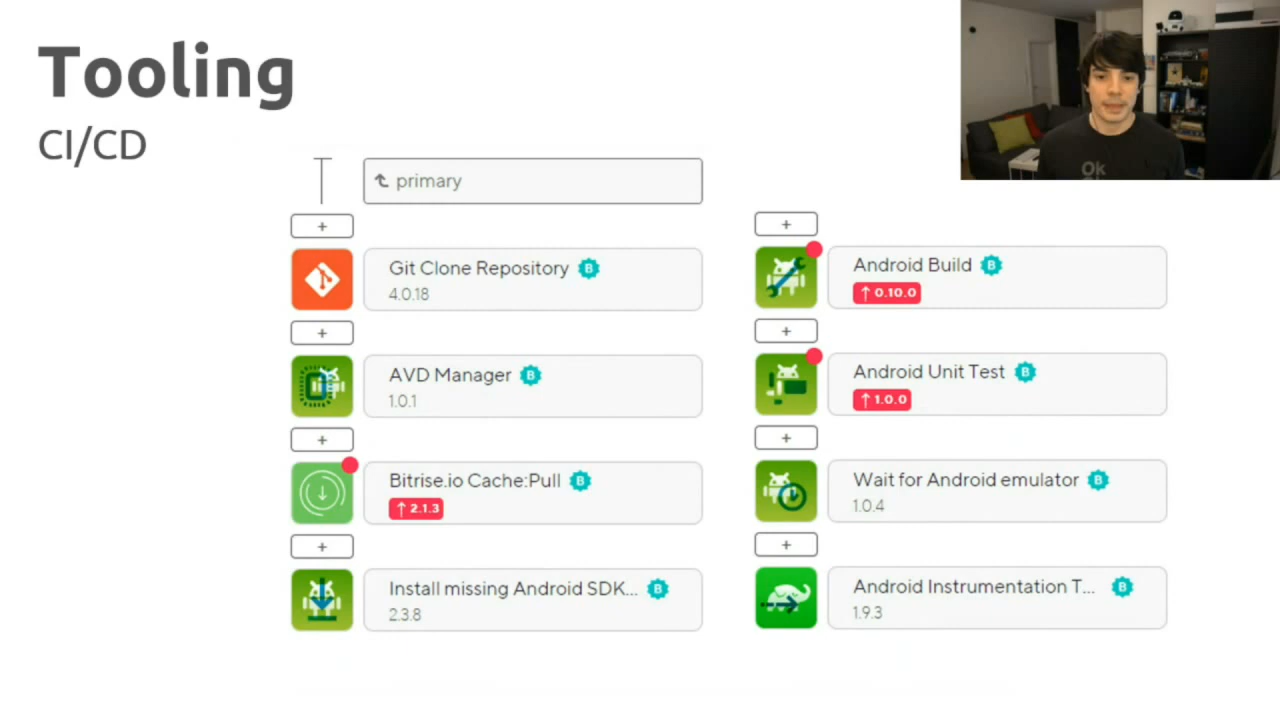 Tooling
CI/CD
primary
+
Git Clone Repository
4.0.18
+
AVD Manager
1.0.1
+
Bitrise.io Cache:Pull
↑ 2.1.3
+
Install missing Android SDK...
2.3.8
+
Android Build
↑ 0.10.0
+
Android Unit Test
↑ 1.0.0
+
Wait for Android emulator
1.0.4
+
Android Instrumentation T...
1.9.3
Ok